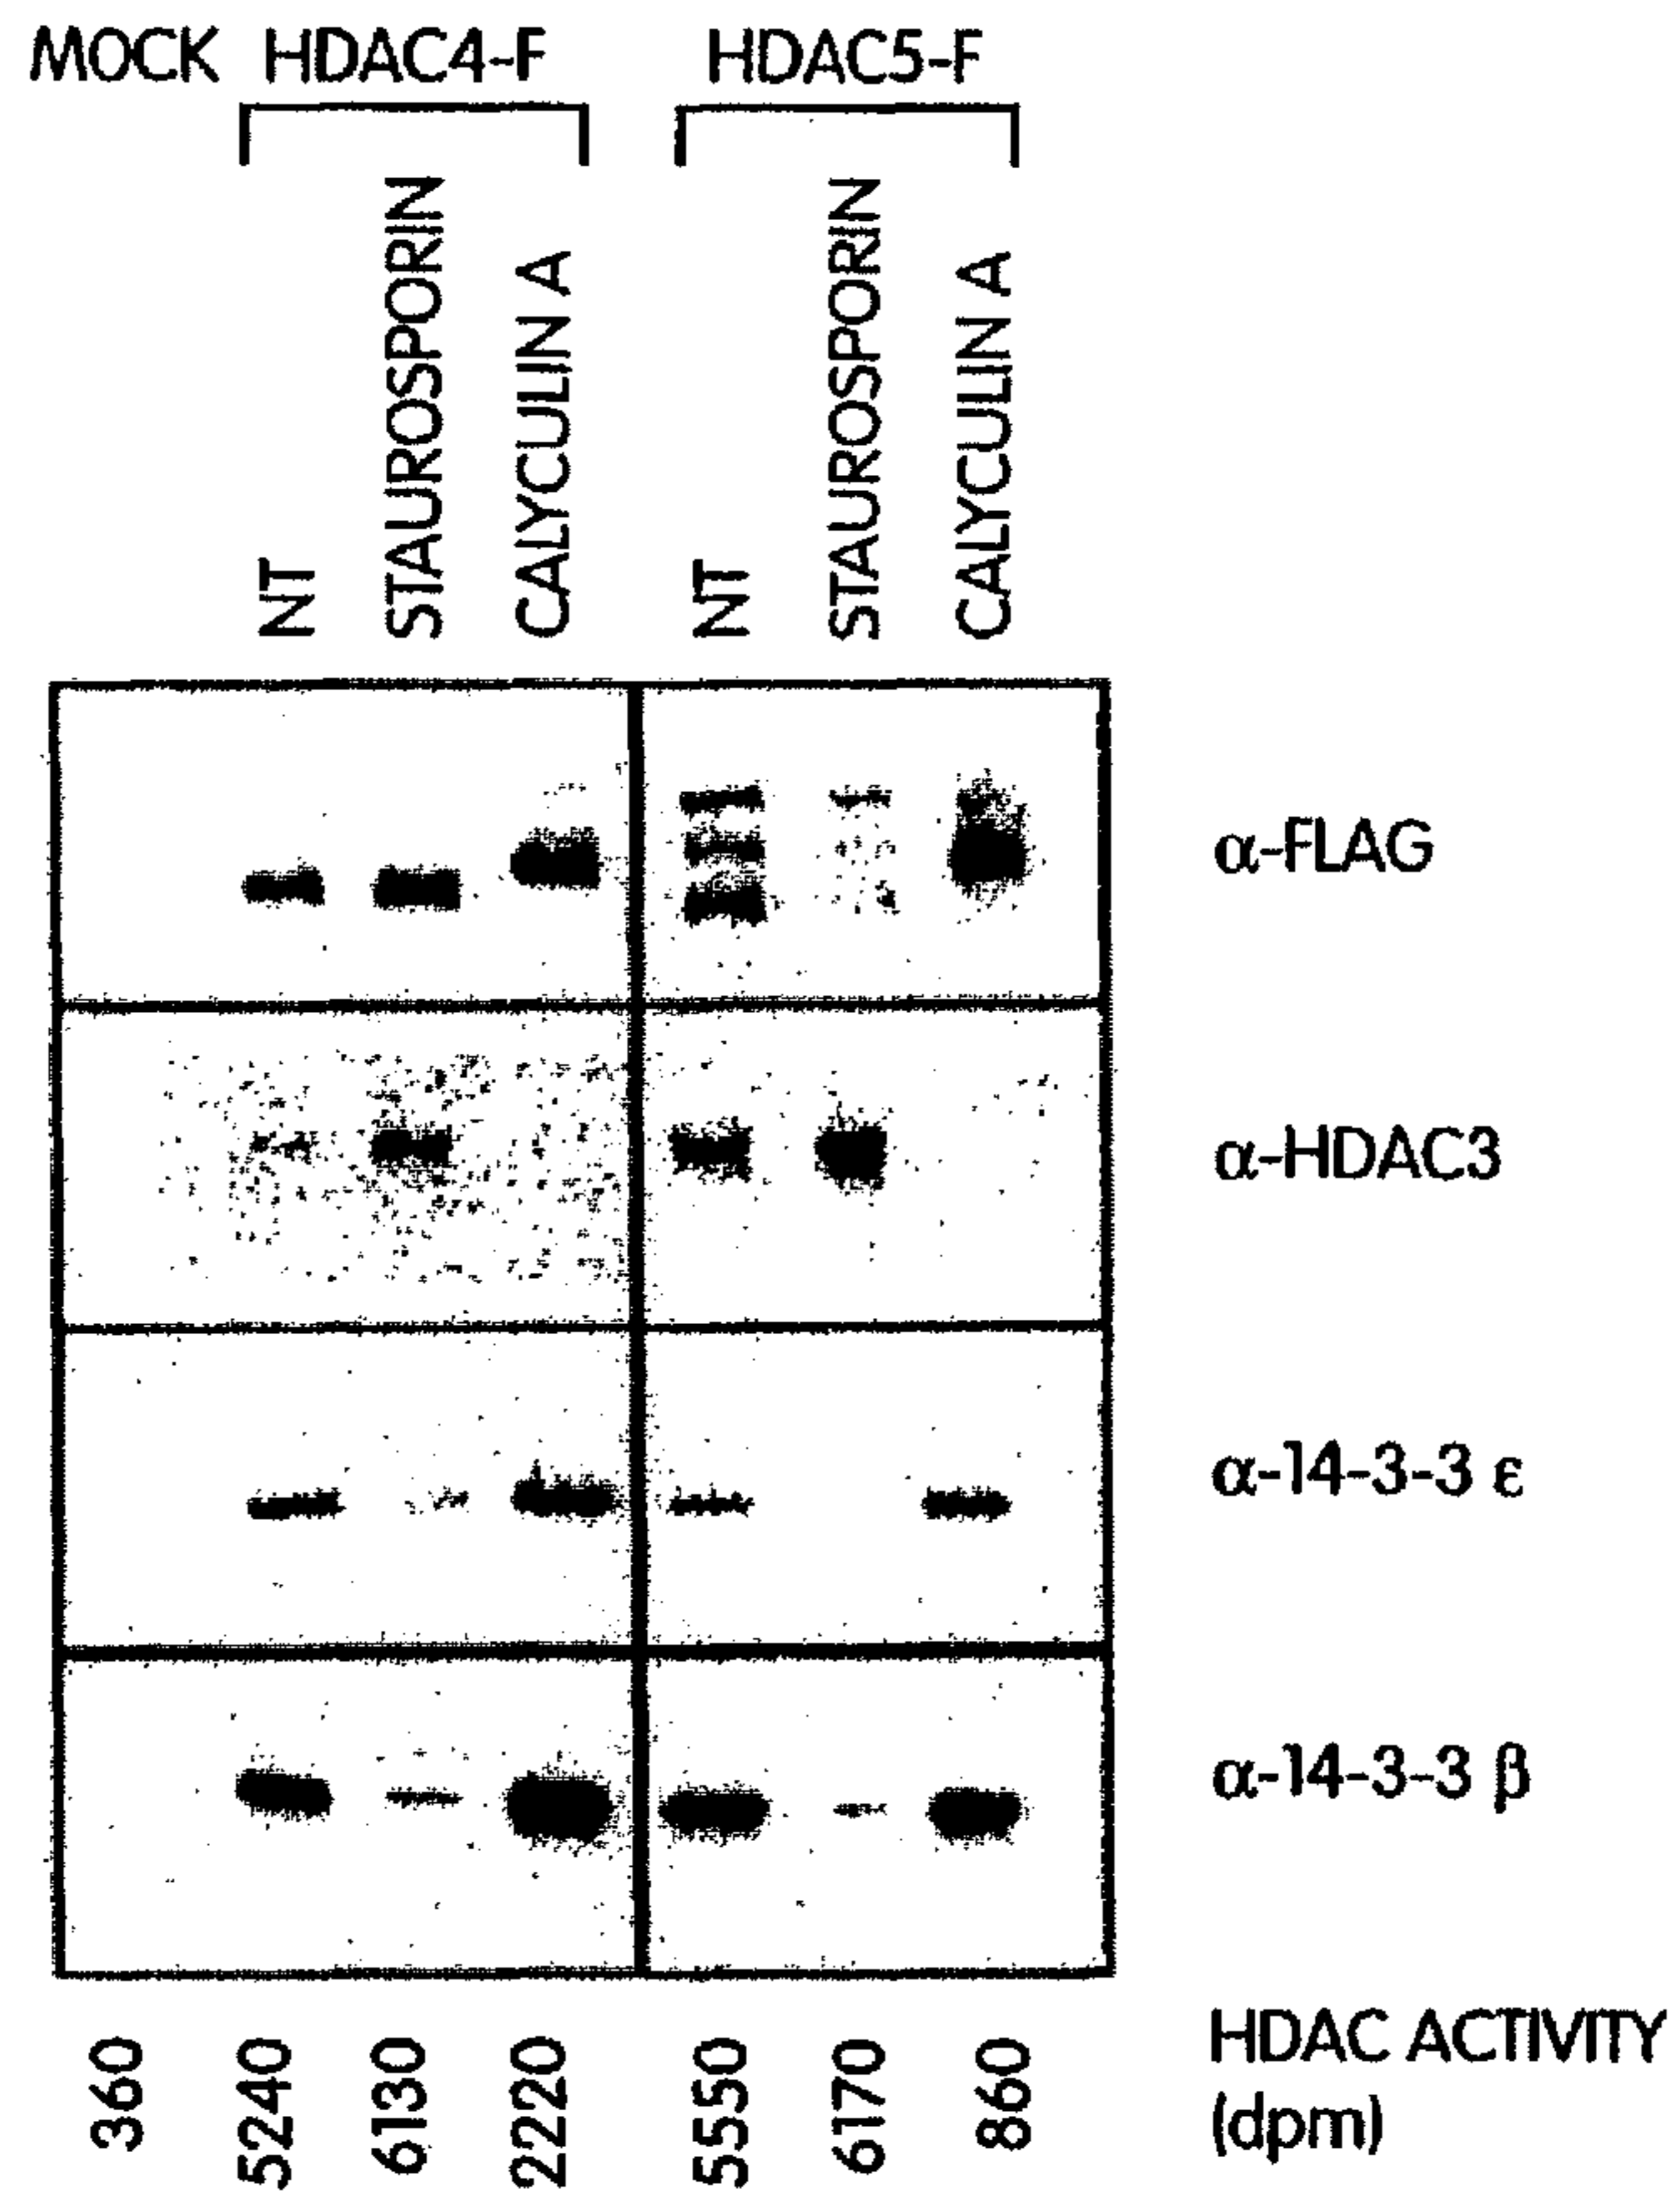 MOCK HDAC4-F HDAC5-F
NT STAUROSPORIN CALYCULIN A NT STAUROSPORIN CALYCULIN A
α-FLAG
α-HDAC3
α-14-3-3 ε
α-14-3-3 β
360 5240 6130 2220 5550 6170 860 HDAC ACTIVITY
(dpm)